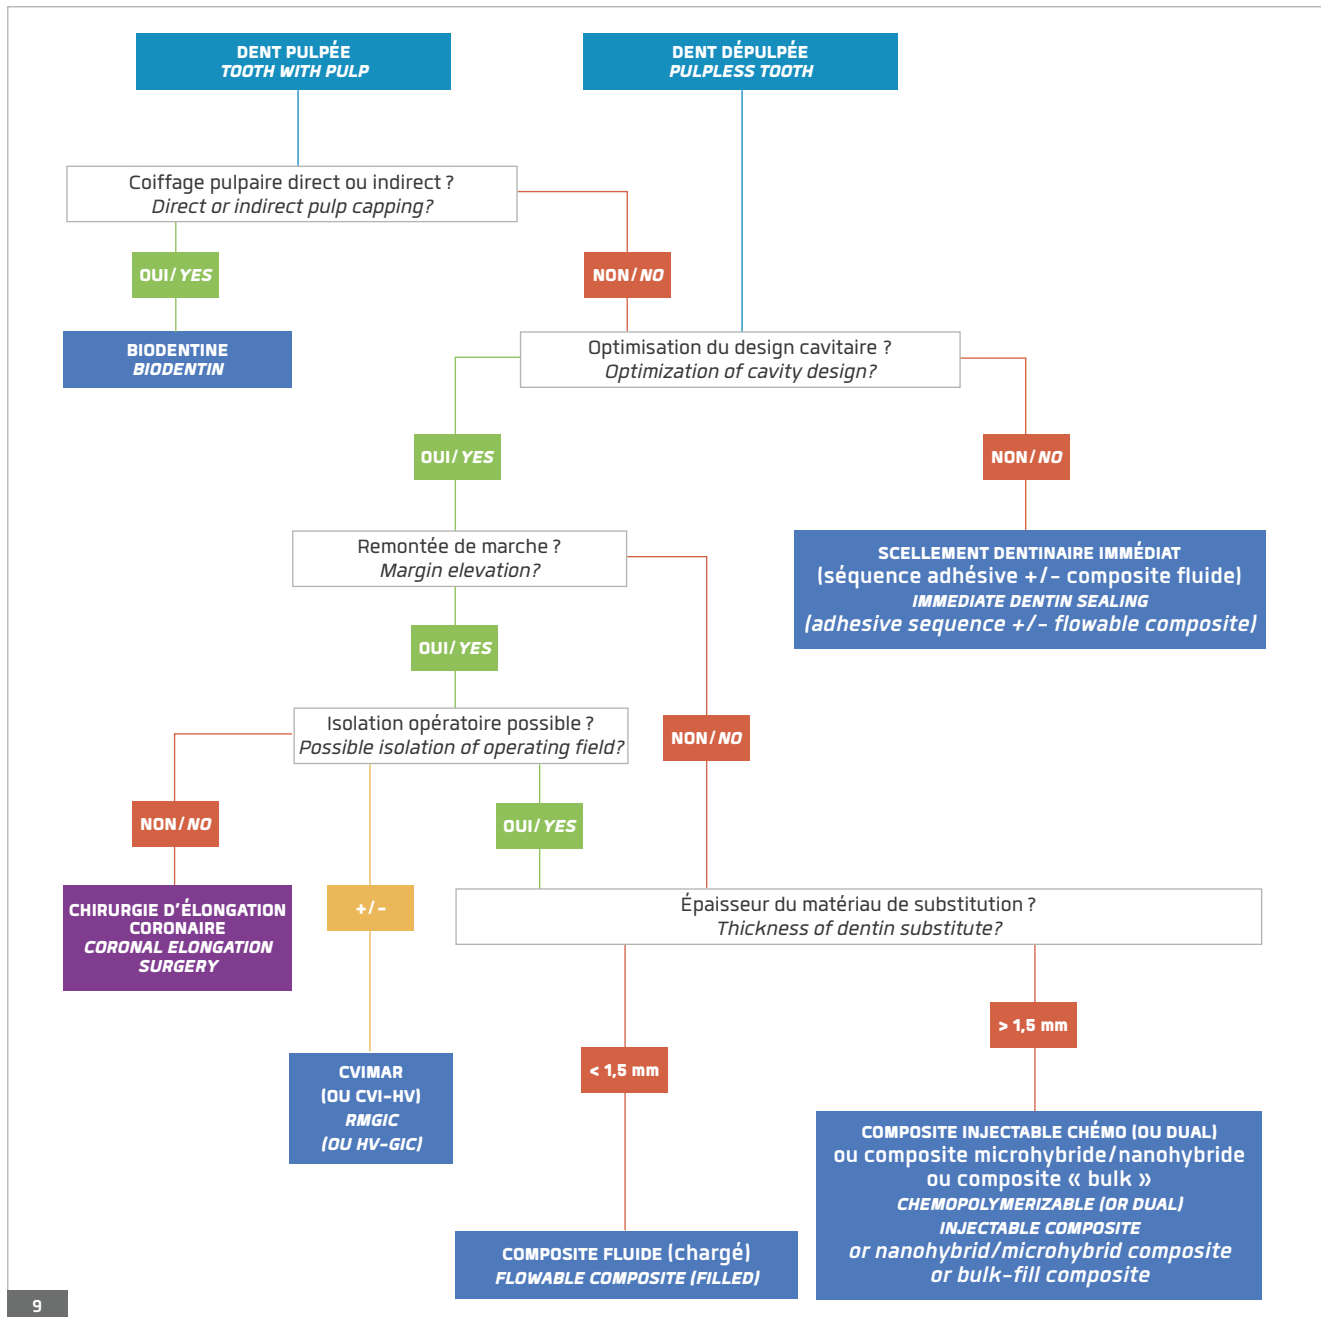 DENT PULPÉE
TOOTH WITH PULP
DENT DÉPULPÉE
PULPLESS TOOTH
Coiffage pulpaire direct ou indirect ?
Direct or indirect pulp capping?
OUI/YES
NON/NO
BIODENTINE
BIODENTIN
Optimisation du design cavitaire ?
Optimization of cavity design?
OUI/YES
NON/NO
Remontée de marche ?
Margin elevation?
SCELLEMENT DENTINAIRE IMMÉDIAT
(séquence adhésive +/- composite fluide)
IMMEDIATE DENTIN SEALING
(adhesive sequence +/- flowable composite)
OUI/YES
Isolation opératoire possible ?
Possible isolation of operating field?
NON/NO
NON/NO
OUI/YES
CHIRURGIE D'ÉLONGATION
CORONAIRE
CORONAL ELONGATION
SURGERY
+/-
Épaisseur du matériau de substitution ?
Thickness of dentin substitute?
> 1,5 mm
< 1,5 mm
CVIMAR
(OU CVI-HV)
RMGIC
(OU HV-GIC)
COMPOSITE INJECTABLE CHÉMO (OU DUAL)
ou composite microhybride/nanohybride
ou composite « bulk »
CHEMOPOLYMERIZABLE (OR DUAL)
INJECTABLE COMPOSITE
or nanohybrid/microhybrid composite
or bulk-fill composite
COMPOSITE FLUIDE (chargé)
FLOWABLE COMPOSITE (FILLED)
9